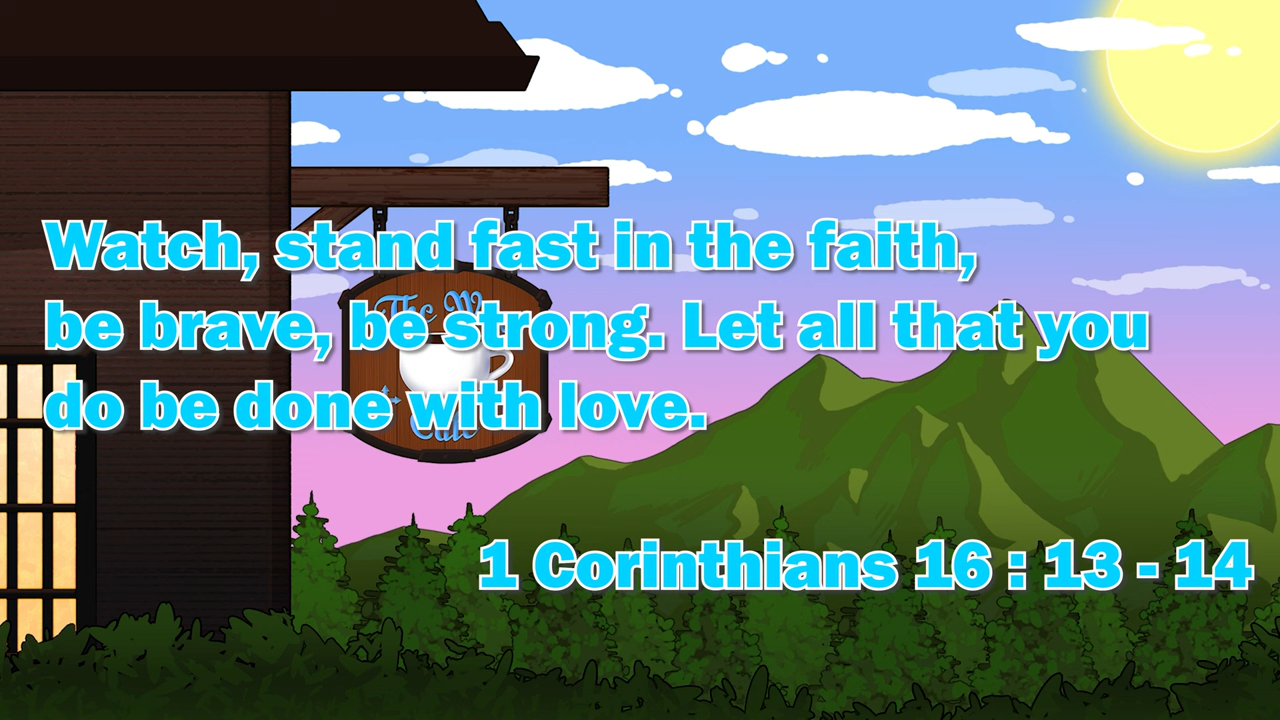 Watch, stand fast in the faith,
be brave, be strong. Let all that you
do be done with love.
The
1 Corinthians 16 : 13 - 14